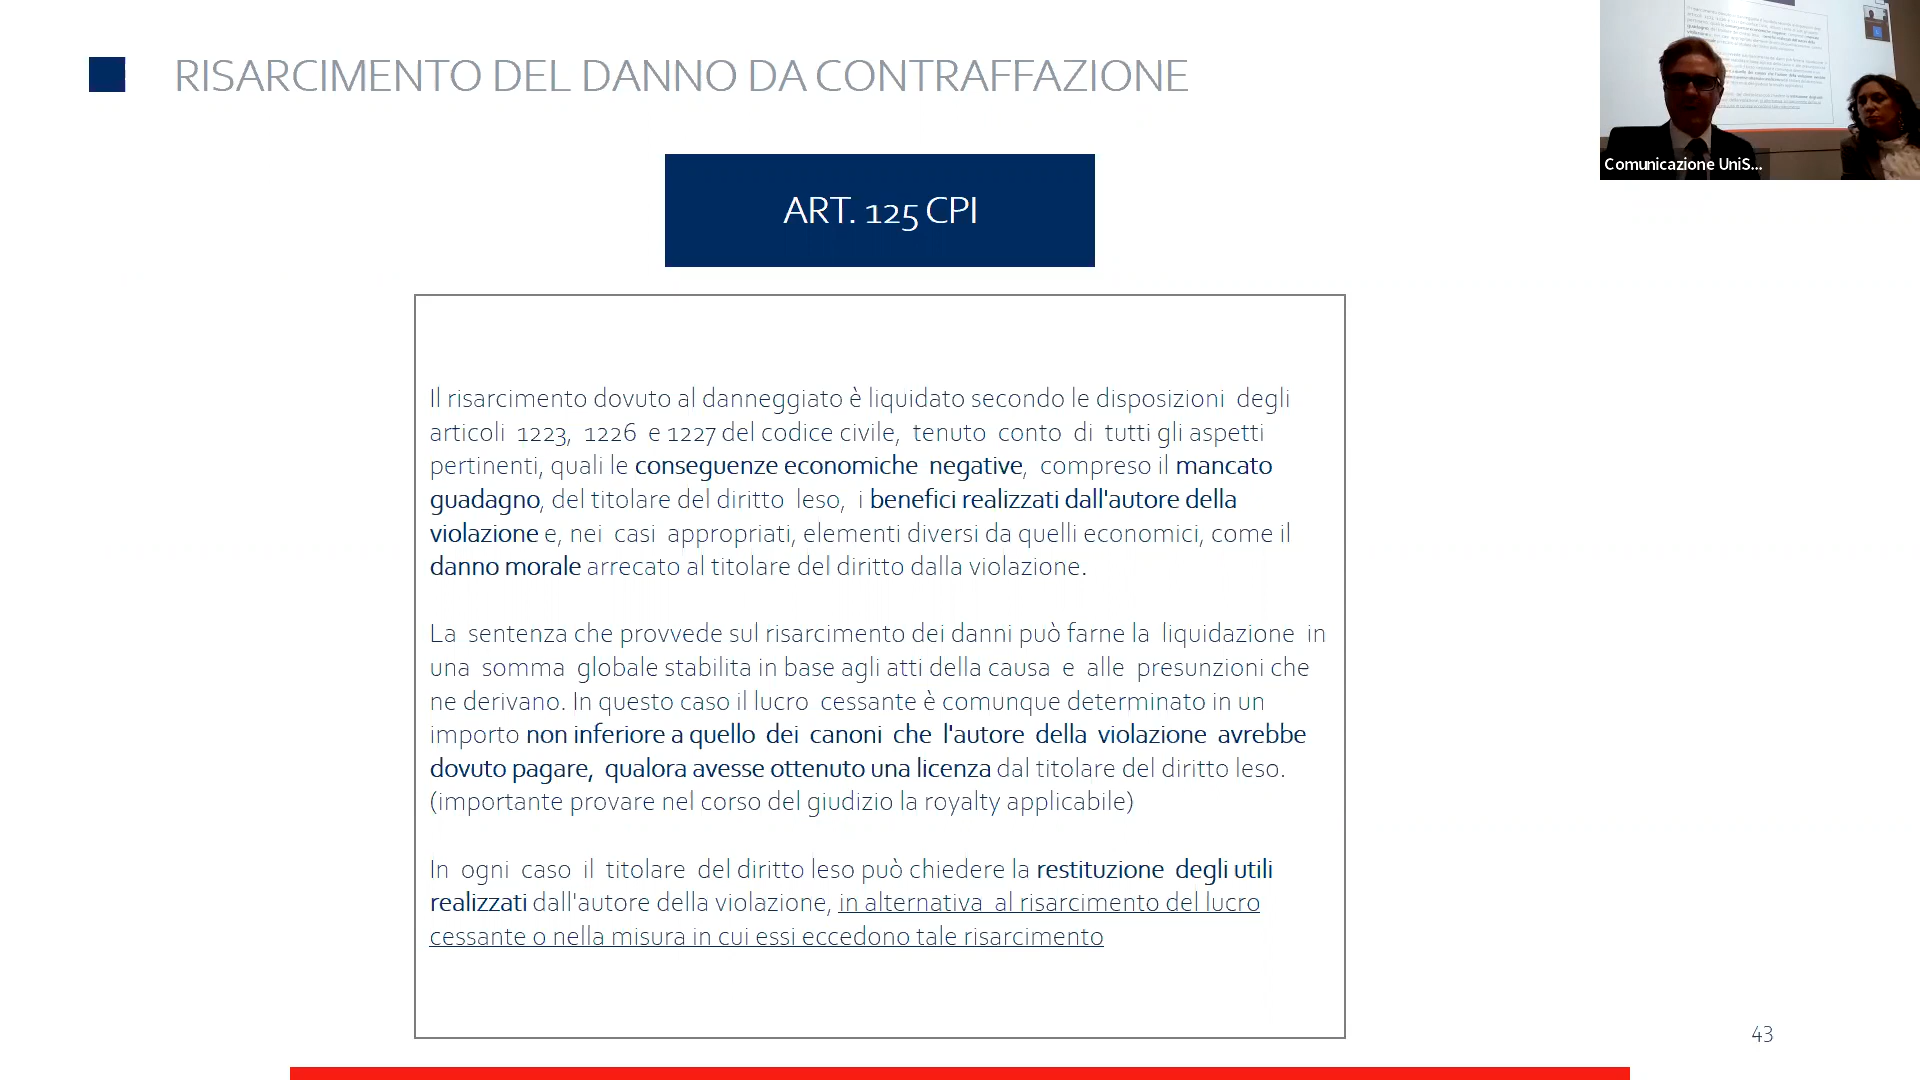 RISARCIMENTO DEL DANNO DA CONTRAFFAZIONE
Comunicazione UniS...
ART. 125 CPI
Il risarcimento dovuto al danneggiato è liquidato secondo le disposizioni degli
articoli 1223, 1226 e 1227 del codice civile, tenuto conto di tutti gli aspetti
pertinenti, quali le conseguenze economiche negative, compreso il mancato
guadagno, del titolare del diritto leso, i benefici realizzati dall'autore della
violazione e, nei casi appropriati, elementi diversi da quelli economici, come il
danno morale arrecato al titolare del diritto dalla violazione.
La sentenza che provvede sul risarcimento dei danni può farne la liquidazione in
una somma globale stabilita in base agli atti della causa e alle presunzioni che
ne derivano. In questo caso il lucro cessante è comunque determinato in un
importo non inferiore a quello dei canoni che l'autore della violazione avrebbe
dovuto pagare, qualora avesse ottenuto una licenza dal titolare del diritto leso.
(importante provare nel corso del giudizio la royalty applicabile)
In ogni caso il titolare del diritto leso può chiedere la restituzione degli utili
realizzati dall'autore della violazione, in alternativa al risarcimento del lucro
cessante o nella misura in cui essi eccedono tale risarcimento
43